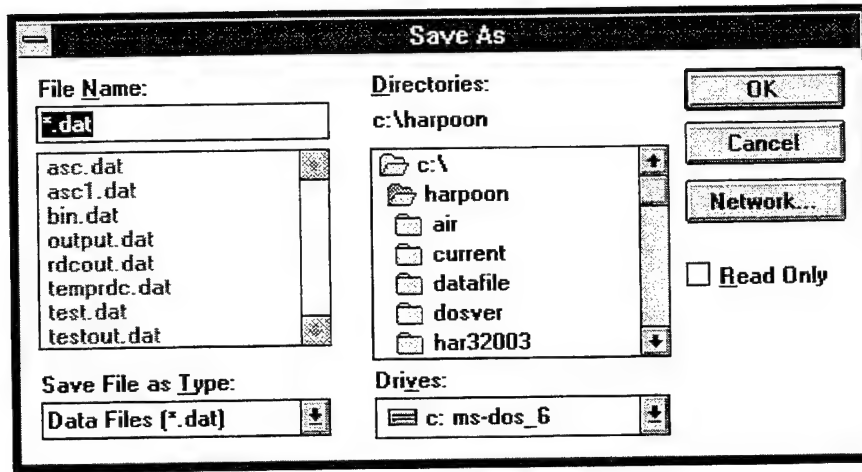 Save As
File Name:
*.dat
asc.dat
asc1.dat
bin.dat
output.dat
rdcout.dat
temprdc.dat
test.dat
testout.dat
Save File as Type:
Data Files (*.dat)
Directories:
c:\harpoon
c:\
harpoon
air
current
datafile
dosver
har32003
Drives:
c: ms-dos_6
OK
Cancel
Network...
Read Only